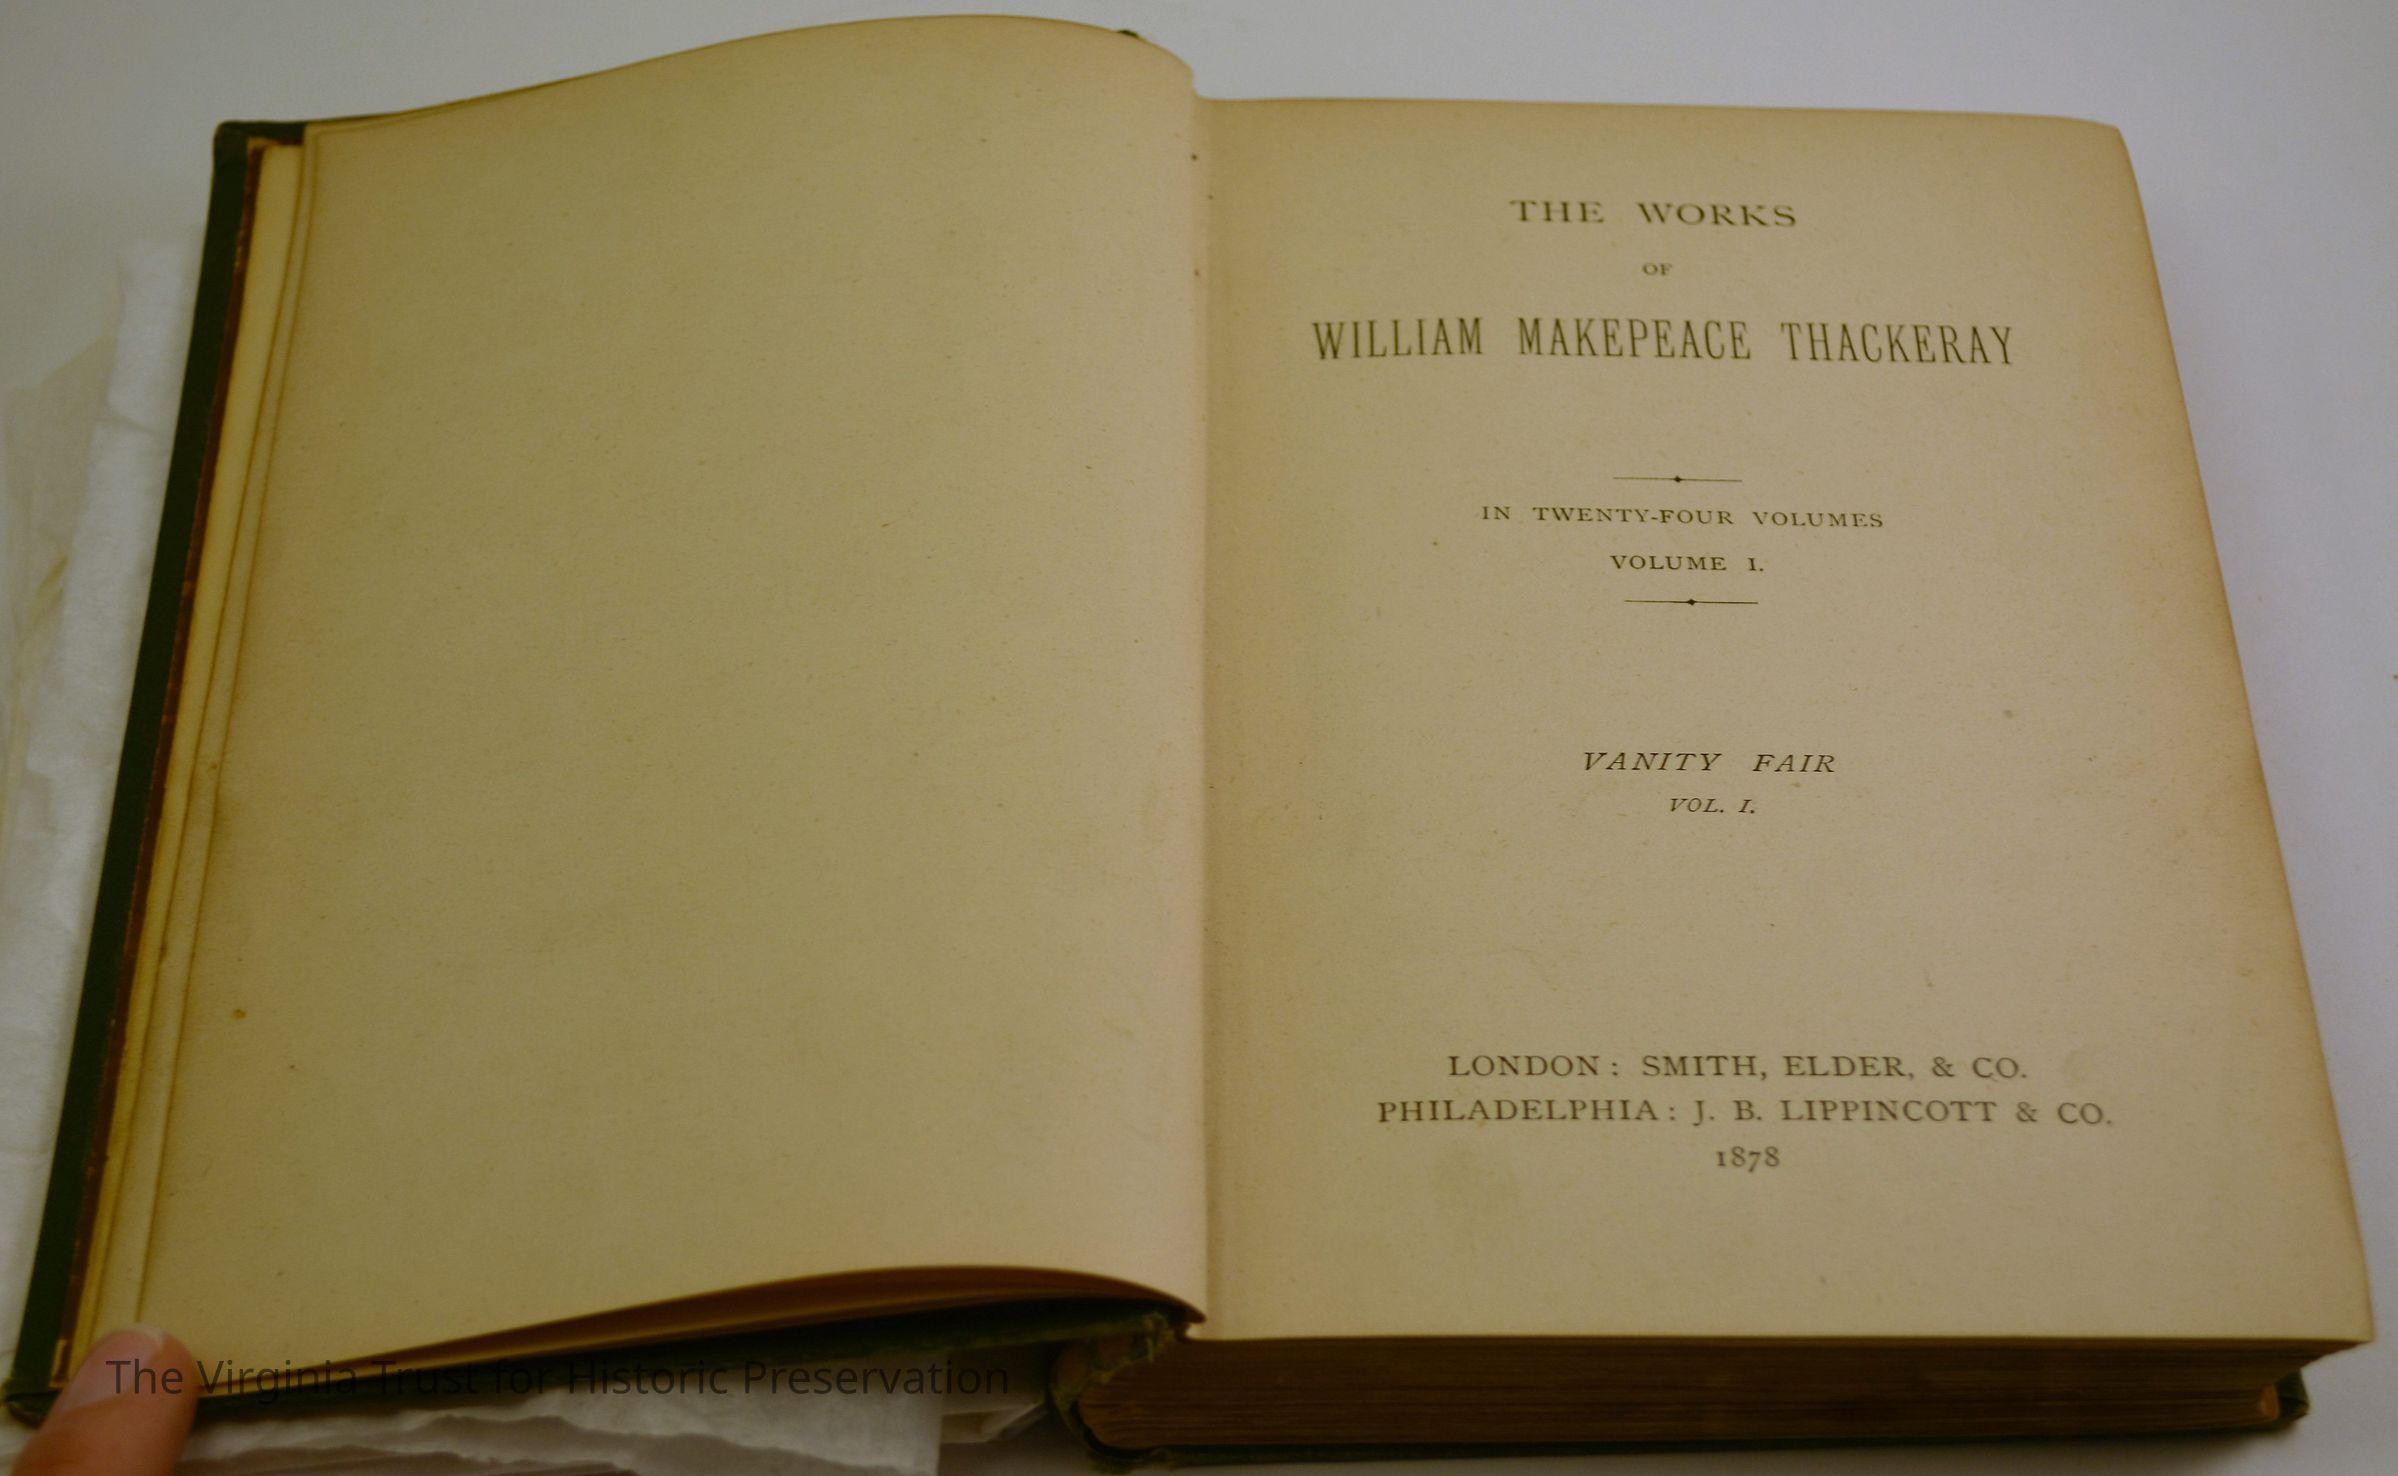 THE WORKS
OF
WILLIAM MAKEPEACE THACKERAY
IN TWENTY-FOUR VOLUMES
VOLUME I.
VANITY FAIR
VOL. I.
LONDON: SMITH, ELDER, & CO.
PHILADELPHIA: J. B. LIPPINCOTT & CO.
1878
The Virginia Trust for Historic Preservation